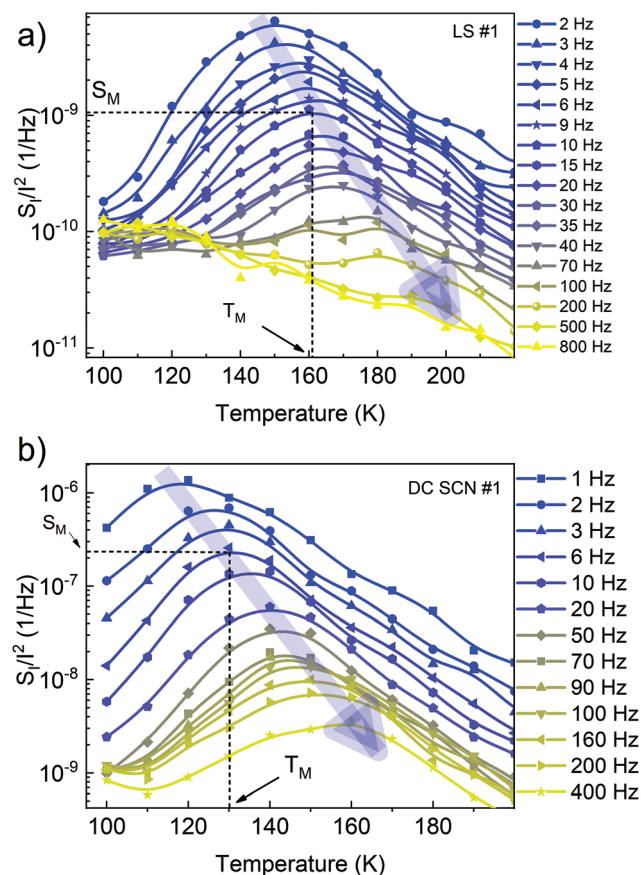 a)
LS #1
S_I/I² (1/Hz)
10⁻⁹
10⁻¹⁰
10⁻¹¹
S_M
T_M
100 120 140 160 180 200
Temperature (K)
2 Hz
3 Hz
4 Hz
5 Hz
6 Hz
9 Hz
10 Hz
15 Hz
20 Hz
30 Hz
35 Hz
40 Hz
70 Hz
100 Hz
200 Hz
500 Hz
800 Hz
b)
DC SCN #1
S_I/I² (1/Hz)
10⁻⁶
10⁻⁷
10⁻⁸
10⁻⁹
S_M
T_M
100 120 140 160 180
Temperature (K)
1 Hz
2 Hz
3 Hz
6 Hz
10 Hz
20 Hz
50 Hz
70 Hz
90 Hz
100 Hz
160 Hz
200 Hz
400 Hz